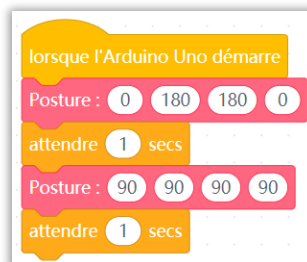 lorsque l'Arduino Uno démarre
Posture : 0 180 180 0
attendre 1 secs
Posture : 90 90 90 90
attendre 1 secs